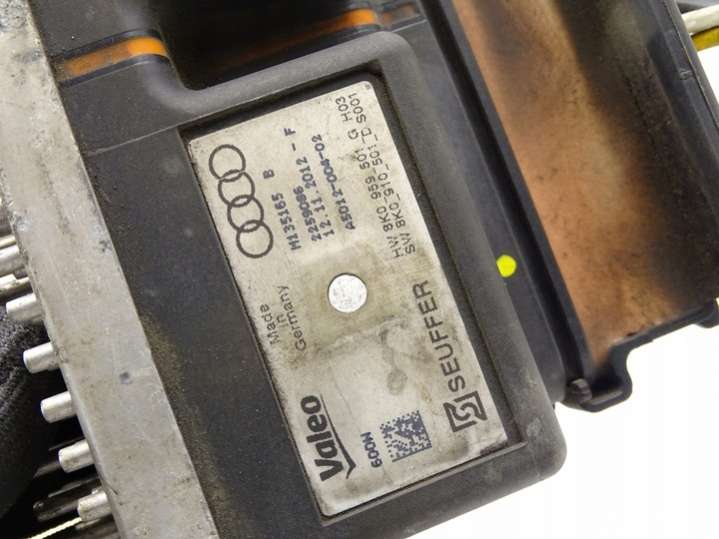 M135165 B
2259096
12.11.2012 - F
A5012-004-02
HW 8K0 959 501 G H03
SW 8K0 910 501 D S001
Made
in
Germany
Valeo
600W
SEUFFER